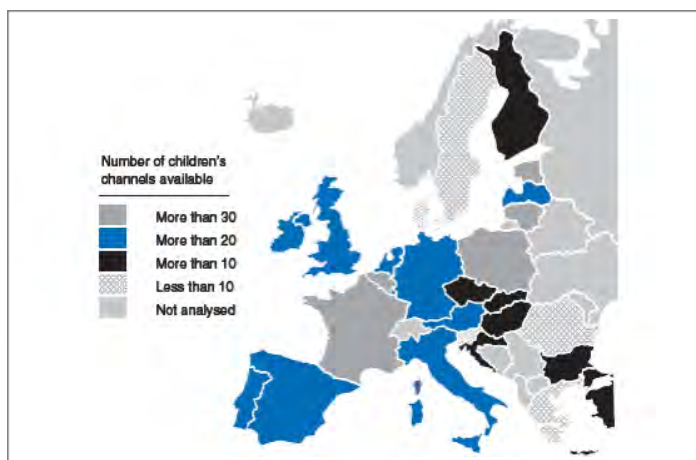 Number of children's
channels available
More than 30
More than 20
More than 10
Less than 10
Not analysed